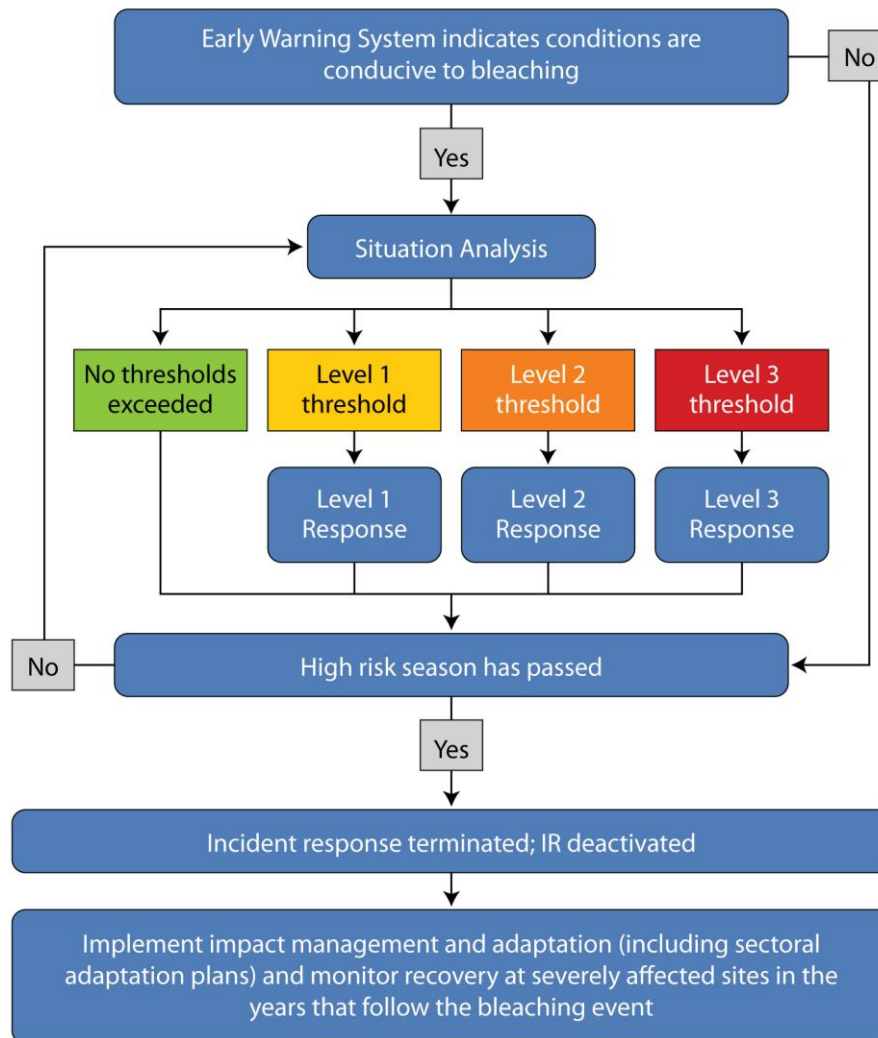 Early Warning System indicates conditions are
conducive to bleaching
No
Yes
Situation Analysis
No thresholds
exceeded
Level 1
threshold
Level 2
threshold
Level 3
threshold
Level 1
Response
Level 2
Response
Level 3
Response
No
High risk season has passed
Yes
Incident response terminated; IR deactivated
Implement impact management and adaptation (including sectoral
adaptation plans) and monitor recovery at severely affected sites in the
years that follow the bleaching event